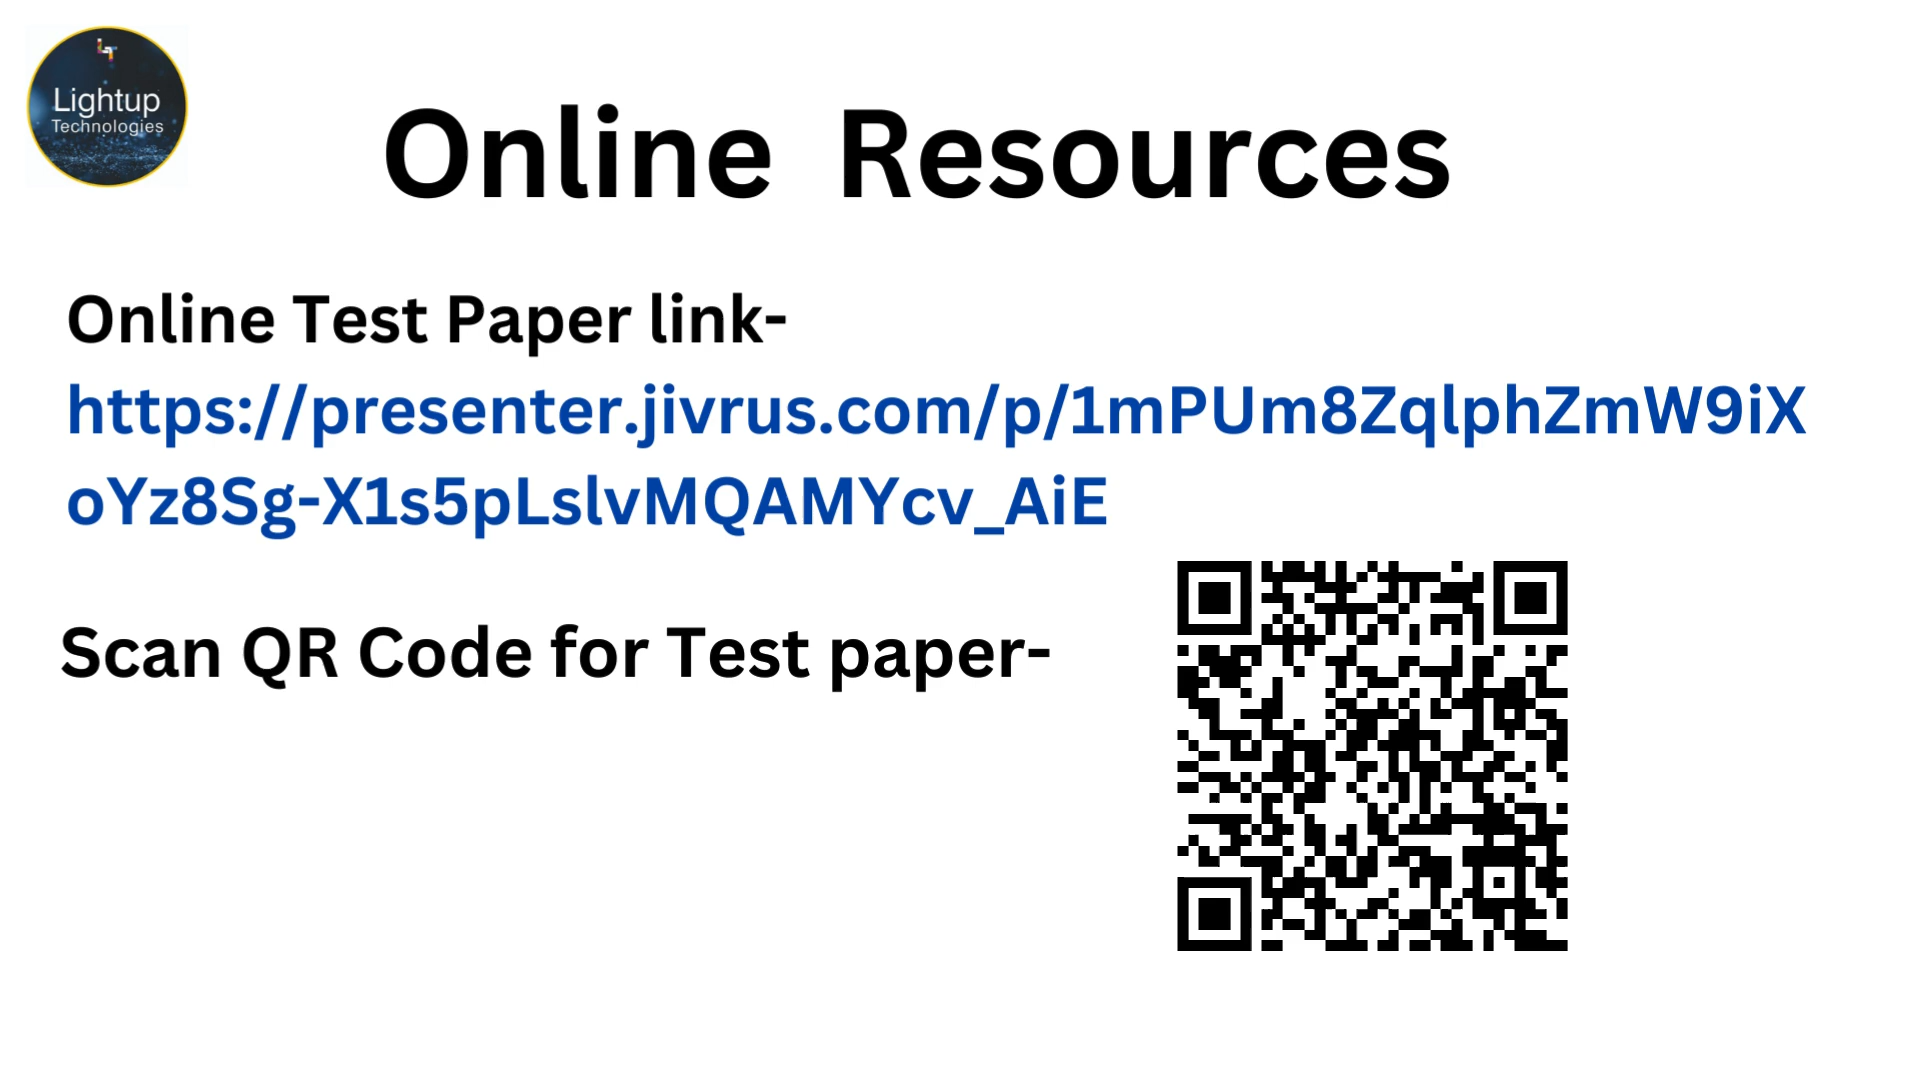 Lightup
Technologies
Online Resources
Online Test Paper link-
https://presenter.jivrus.com/p/1mPUm8ZqlphZmW9iX
oYz8Sg-X1s5pLslvMQAMYcv_AiE
Scan QR Code for Test paper-